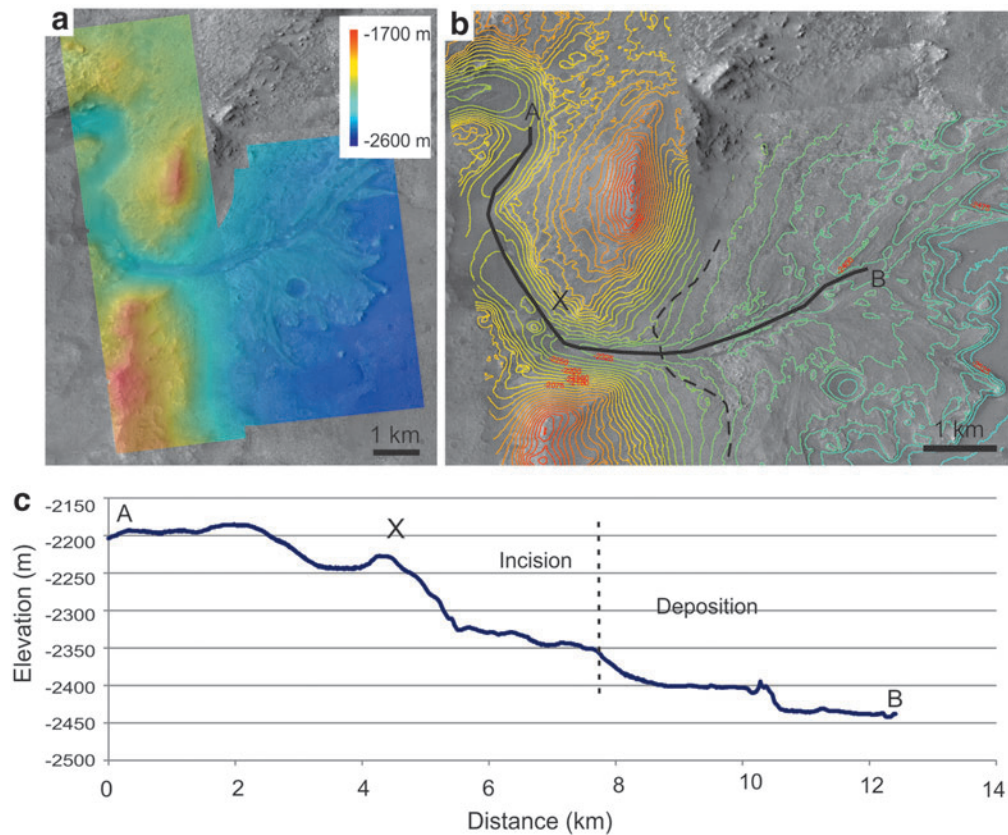 a
-1700 m
-2600 m
1 km
b
A
X
B
1 km
c
-2150
-2200
-2250
-2300
-2350
-2400
-2450
-2500
Elevation (m)
A
X
Incision
Deposition
B
0
2
4
6
8
10
12
14
Distance (km)